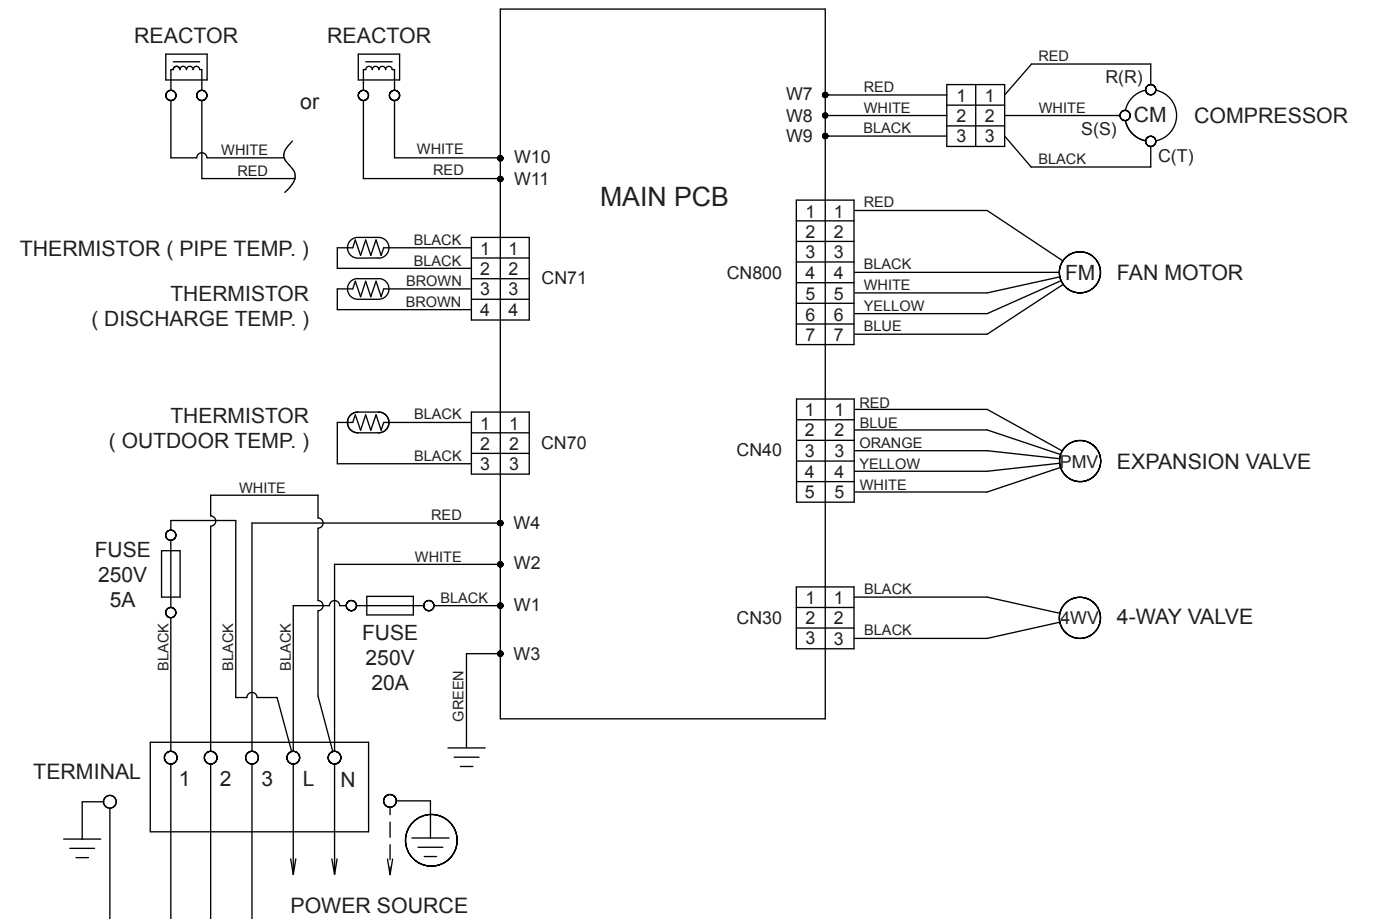 REACTOR
REACTOR
or
WHITE
RED
WHITE
RED
W10
W11
MAIN PCB
W7
W8
W9
RED
WHITE
BLACK
1 1
2 2
3 3
RED
WHITE
BLACK
R(R)
S(S)
C(T)
CM
COMPRESSOR
THERMISTOR ( PIPE TEMP. )
THERMISTOR
( DISCHARGE TEMP. )
BLACK
BLACK
BROWN
BROWN
1 1
2 2
3 3
4 4
CN71
CN800
1 1
2 2
3 3
4 4
5 5
6 6
7 7
RED
BLACK
WHITE
YELLOW
BLUE
FM
FAN MOTOR
THERMISTOR
( OUTDOOR TEMP. )
BLACK
BLACK
1 1
2 2
3 3
CN70
CN40
1 1
2 2
3 3
4 4
5 5
RED
BLUE
ORANGE
YELLOW
WHITE
PMV
EXPANSION VALVE
WHITE
RED
W4
WHITE
W2
BLACK
W1
W3
FUSE
250V
5A
FUSE
250V
20A
BLACK
BLACK
BLACK
GREEN
CN30
1 1
2 2
3 3
BLACK
BLACK
4WV
4-WAY VALVE
TERMINAL
1 2 3 L N
POWER SOURCE